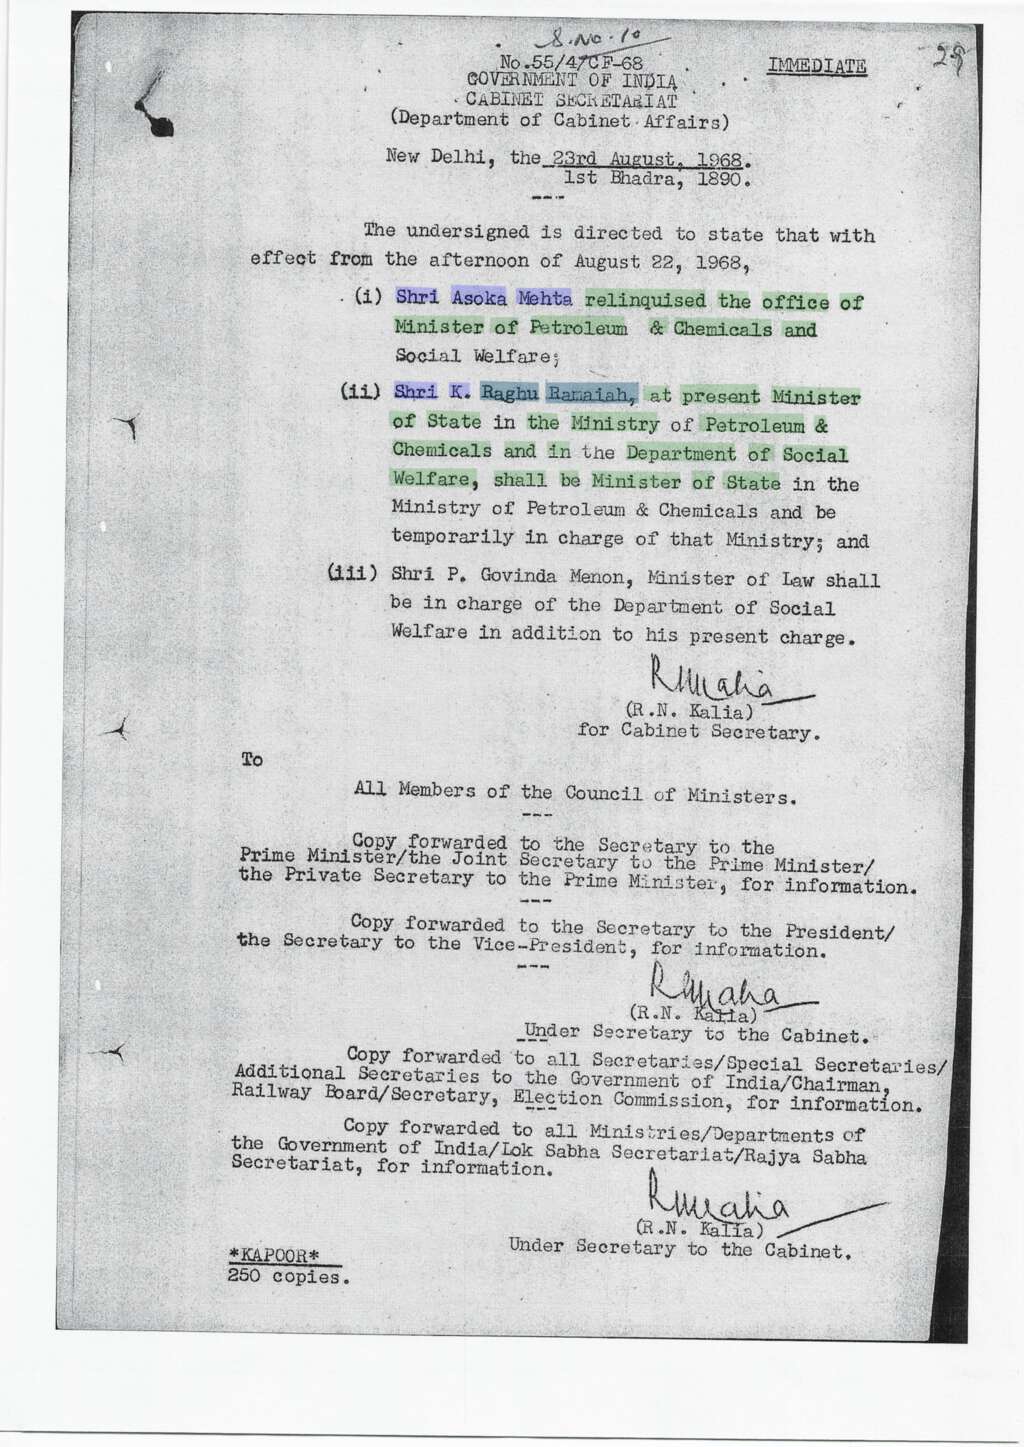 S.No. 10
No.55/4/CF-68
IMMEDIATE
29
GOVERNMENT OF INDIA
CABINET SECRETARIAT
(Department of Cabinet Affairs)
New Delhi, the 23rd August, 1968.
1st Bhadra, 1890.
The undersigned is directed to state that with
effect from the afternoon of August 22, 1968,
(i) Shri Asoka Mehta relinquised the office of
Minister of Petroleum & Chemicals and
Social Welfare;
(ii) Shri K. Raghu Ramaiah, at present Minister
of State in the Ministry of Petroleum &
Chemicals and in the Department of Social
Welfare, shall be Minister of State in the
Ministry of Petroleum & Chemicals and be
temporarily in charge of that Ministry; and
(iii) Shri P. Govinda Menon, Minister of Law shall
be in charge of the Department of Social
Welfare in addition to his present charge.
(R.N. Kalia)
for Cabinet Secretary.
To
All Members of the Council of Ministers.
Copy forwarded to the Secretary to the
Prime Minister/the Joint Secretary to the Prime Minister/
the Private Secretary to the Prime Minister, for information.
Copy forwarded to the Secretary to the President/
the Secretary to the Vice-President, for information.
(R.N. Kalia)
Under Secretary to the Cabinet.
Copy forwarded to all Secretaries/Special Secretaries/
Additional Secretaries to the Government of India/Chairman,
Railway Board/Secretary, Election Commission, for information.
Copy forwarded to all Ministries/Departments of
the Government of India/Lok Sabha Secretariat/Rajya Sabha
Secretariat, for information.
(R.N. Kalia)
Under Secretary to the Cabinet.
*KAPOOR*
250 copies.